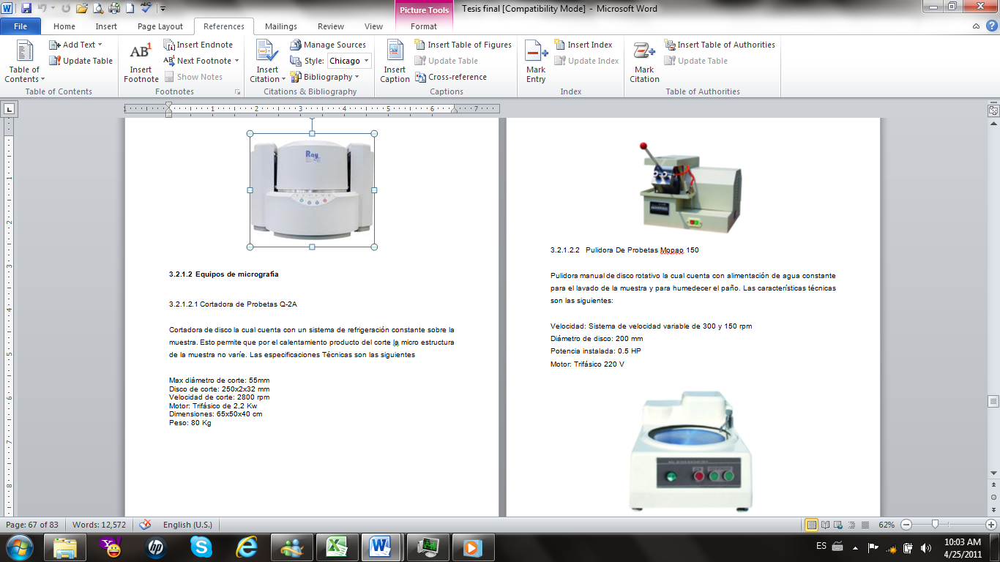 Picture Tools
Tesis final [Compatibility Mode] - Microsoft Word
File
Home
Insert
Page Layout
References
Mailings
Review
View
Format
Table of Contents
Add Text
Update Table
Table of Contents
AB1
Insert Footnote
Insert Endnote
Next Footnote
Show Notes
Footnotes
Insert Citation
Manage Sources
Style: Chicago
Bibliography
Citations & Bibliography
Insert Caption
Insert Table of Figures
Update Table
Cross-reference
Captions
Mark Entry
Insert Index
Update Index
Index
Mark Citation
Insert Table of Authorities
Update Table
Table of Authorities
1 1 2 3 4 5 6 7
1
2
3
4
5
6
7
8
Ray
3.2.1.2 Equipos de micrografía
3.2.1.2.1 Cortadora de Probetas Q-2A
Cortadora de disco la cual cuenta con un sistema de refrigeración constante sobre la
muestra. Esto permite que por el calentamiento producto del corte la micro estructura
de la muestra no varíe. Las especificaciones Técnicas son las siguientes
Max diámetro de corte: 55mm
Disco de corte: 250x2x32 mm
Velocidad de corte: 2800 rpm
Motor: Trifásico de 2,2 Kw
Dimensiones: 65x50x40 cm
Peso: 80 Kg
3.2.1.2.2 Pulidora De Probetas Mopao 150
Pulidora manual de disco rotativo la cual cuenta con alimentación de agua constante
para el lavado de la muestra y para humedecer el paño. Las características técnicas
son las siguientes:
Velocidad: Sistema de velocidad variable de 300 y 150 rpm
Diámetro de disco: 200 mm
Potencia instalada: 0.5 HP
Motor: Trifásico 220 V
Page: 67 of 83
Words: 12,572
English (U.S.)
62%
ES
10:03 AM
4/25/2011